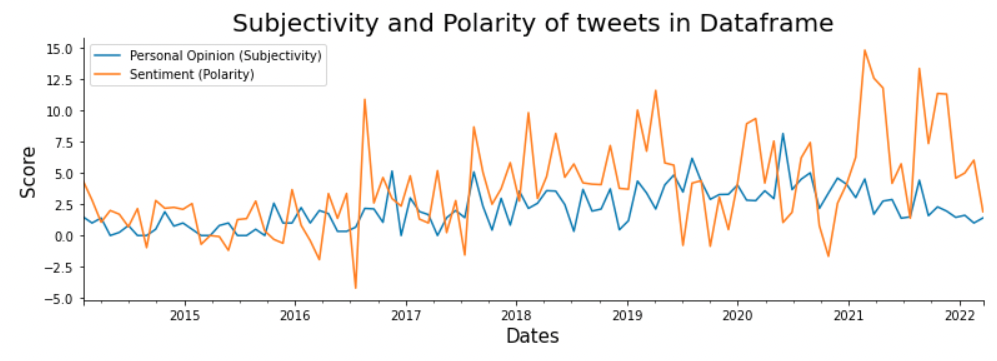 Subjectivity and Polarity of tweets in Dataframe
Personal Opinion (Subjectivity)
Sentiment (Polarity)
Score
15.0
12.5
10.0
7.5
5.0
2.5
0.0
−2.5
−5.0
2015 2016 2017 2018 2019 2020 2021 2022
Dates